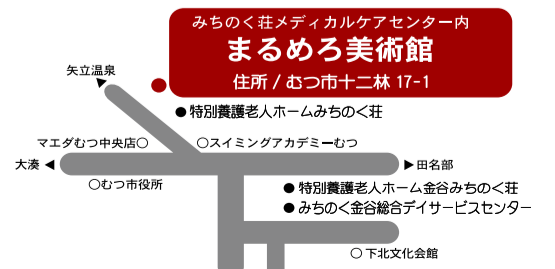 みちのく荘メディカルケアセンター内
まるめろ美術館
住所 / むつ市十二林 17-1
矢立温泉
● 特別養護老人ホームみちのく荘
マエダむつ中央店○
○スイミングアカデミーむつ
大湊 ◀
▶ 田名部
○むつ市役所
● 特別養護老人ホーム金谷みちのく荘
● みちのく金谷総合デイサービスセンター
○ 下北文化会館